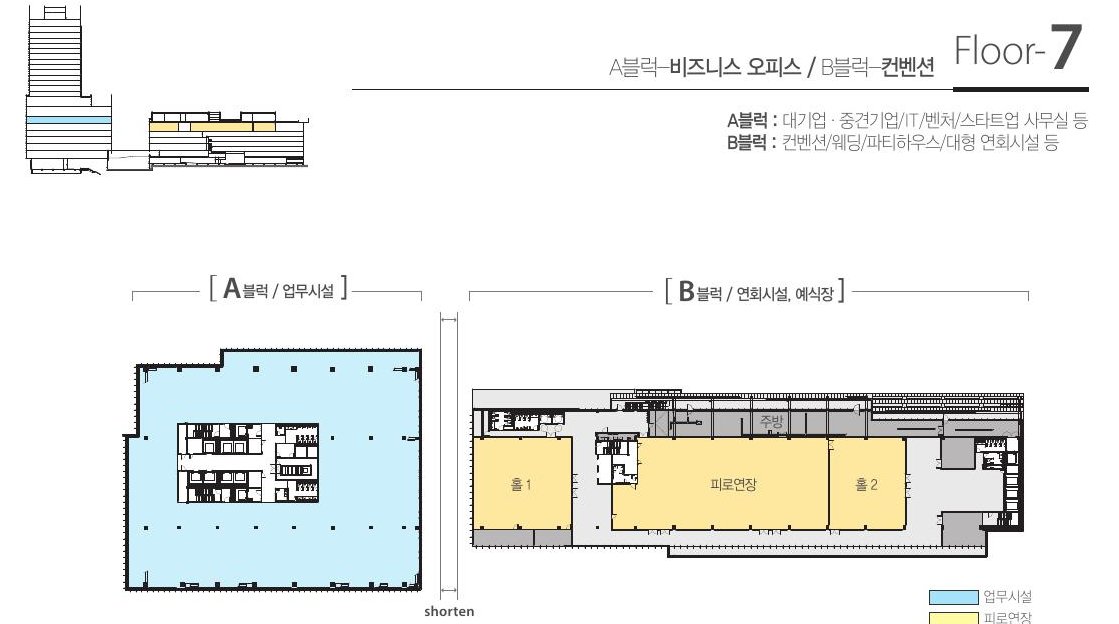 A블럭–비즈니스 오피스 / B블럭–컨벤션 Floor-7
A블럭 : 대기업 · 중견기업/IT/벤처/스타트업 사무실 등
B블럭 : 컨벤션/웨딩/파티하우스/대형 연회시설 등
[ A블럭 / 업무시설 ]
[ B블럭 / 연회시설, 예식장 ]
주방
홀 1
피로연장
홀 2
shorten
업무시설
피로연장